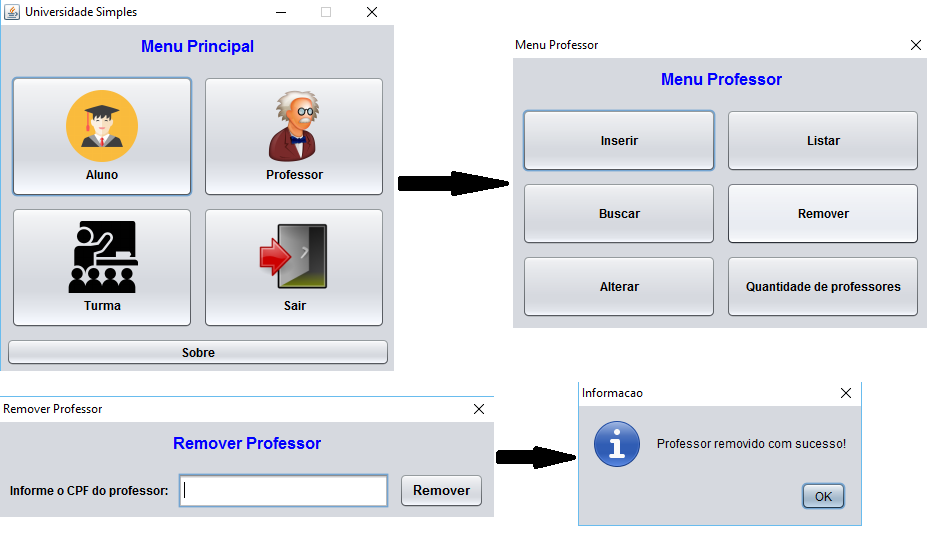 Universidade Simples
Menu Principal
Aluno
Professor
Turma
Sair
Sobre
Menu Professor
Menu Professor
Inserir
Listar
Buscar
Remover
Alterar
Quantidade de professores
Remover Professor
Remover Professor
Informe o CPF do professor:
Remover
Informacao
Professor removido com sucesso!
OK